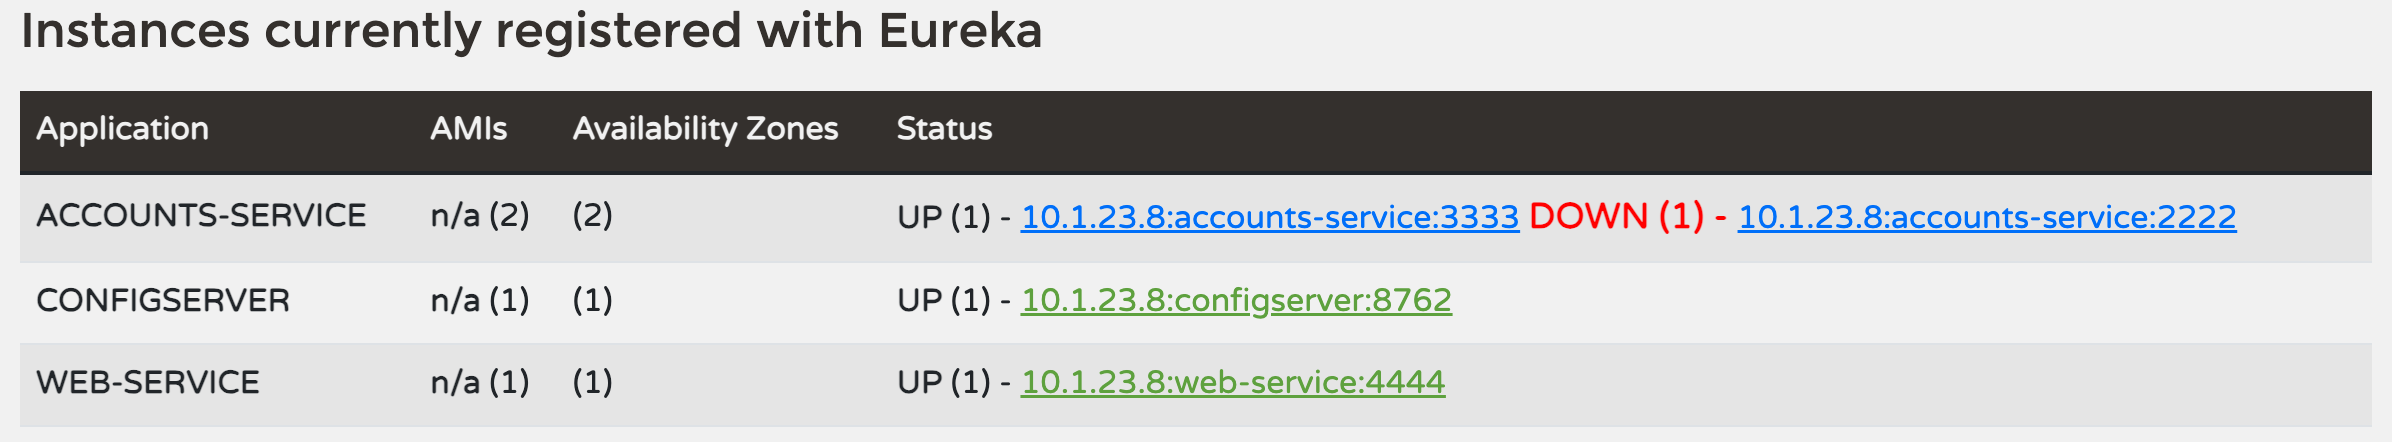 Instances currently registered with Eureka
Application AMIs Availability Zones Status
ACCOUNTS-SERVICE n/a (2) (2) UP (1) - 10.1.23.8:accounts-service:3333 DOWN (1) - 10.1.23.8:accounts-service:2222
CONFIGSERVER n/a (1) (1) UP (1) - 10.1.23.8:configserver:8762
WEB-SERVICE n/a (1) (1) UP (1) - 10.1.23.8:web-service:4444